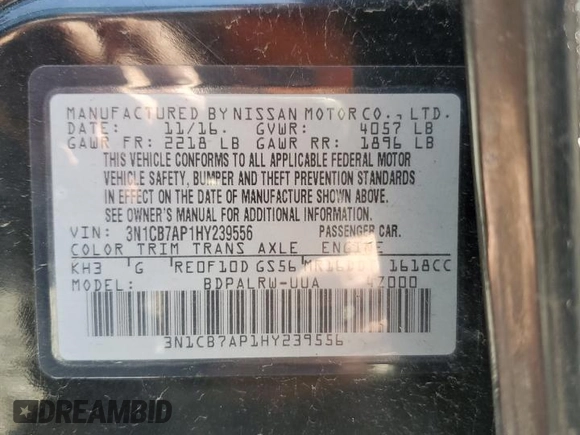 MANUFACTURED BY NISSAN MOTOR CO., LTD.
DATE: 11/16. GVWR: 4057 LB
GAWR FR: 2218 LB GAWR RR: 1896 LB
THIS VEHICLE CONFORMS TO ALL APPLICABLE FEDERAL MOTOR
VEHICLE SAFETY, BUMPER AND THEFT PREVENTION STANDARDS
IN EFFECT ON THE DATE OF MANUFACTURE SHOWN ABOVE.
SEE OWNER'S MANUAL FOR ADDITIONAL INFORMATION.
VIN: 3N1CB7AP1HY239556 PASSENGER CAR.
COLOR TRIM TRANS AXLE ENGINE
KH3 G RE0F10D GS56 1618CC
MODEL: BDPALRW-UUA 4Z000
3N1CB7AP1HY239556
DREAMBID